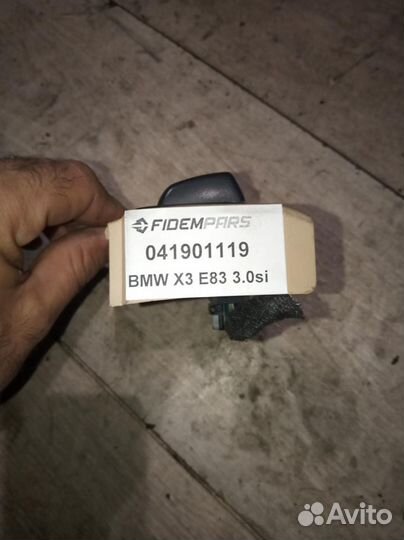 FIDEMPARS
041901119
BMW X3 E83 3.0si
Avito